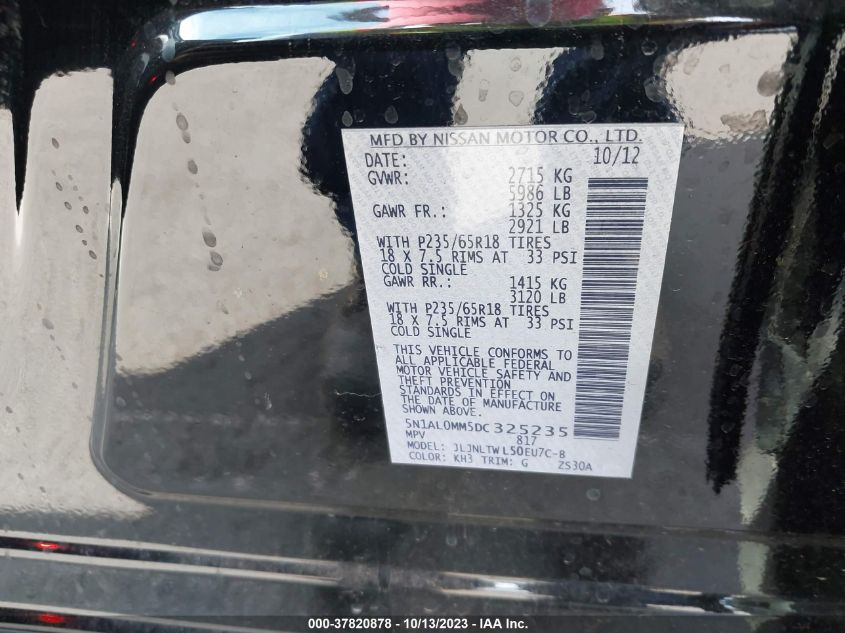 MFD BY NISSAN MOTOR CO., LTD.
DATE: 10/12
GVWR: 2715 KG
5986 LB
GAWR FR.: 1325 KG
2921 LB
WITH P235/65R18 TIRES
18 X 7.5 RIMS AT 33 PSI
COLD SINGLE
GAWR RR.: 1415 KG
3120 LB
WITH P235/65R18 TIRES
18 X 7.5 RIMS AT 33 PSI
COLD SINGLE
THIS VEHICLE CONFORMS TO
ALL APPLICABLE FEDERAL
MOTOR VEHICLE SAFETY AND
THEFT PREVENTION
STANDARDS IN EFFECT ON
THE DATE OF MANUFACTURE
SHOWN ABOVE.
5N1AL0MM5DC325235
MPV 817
MODEL: JLJNLTWL50EU7C-B
COLOR: KH3 TRIM: G ZS30A
000-37820878 - 10/13/2023 - IAA Inc.